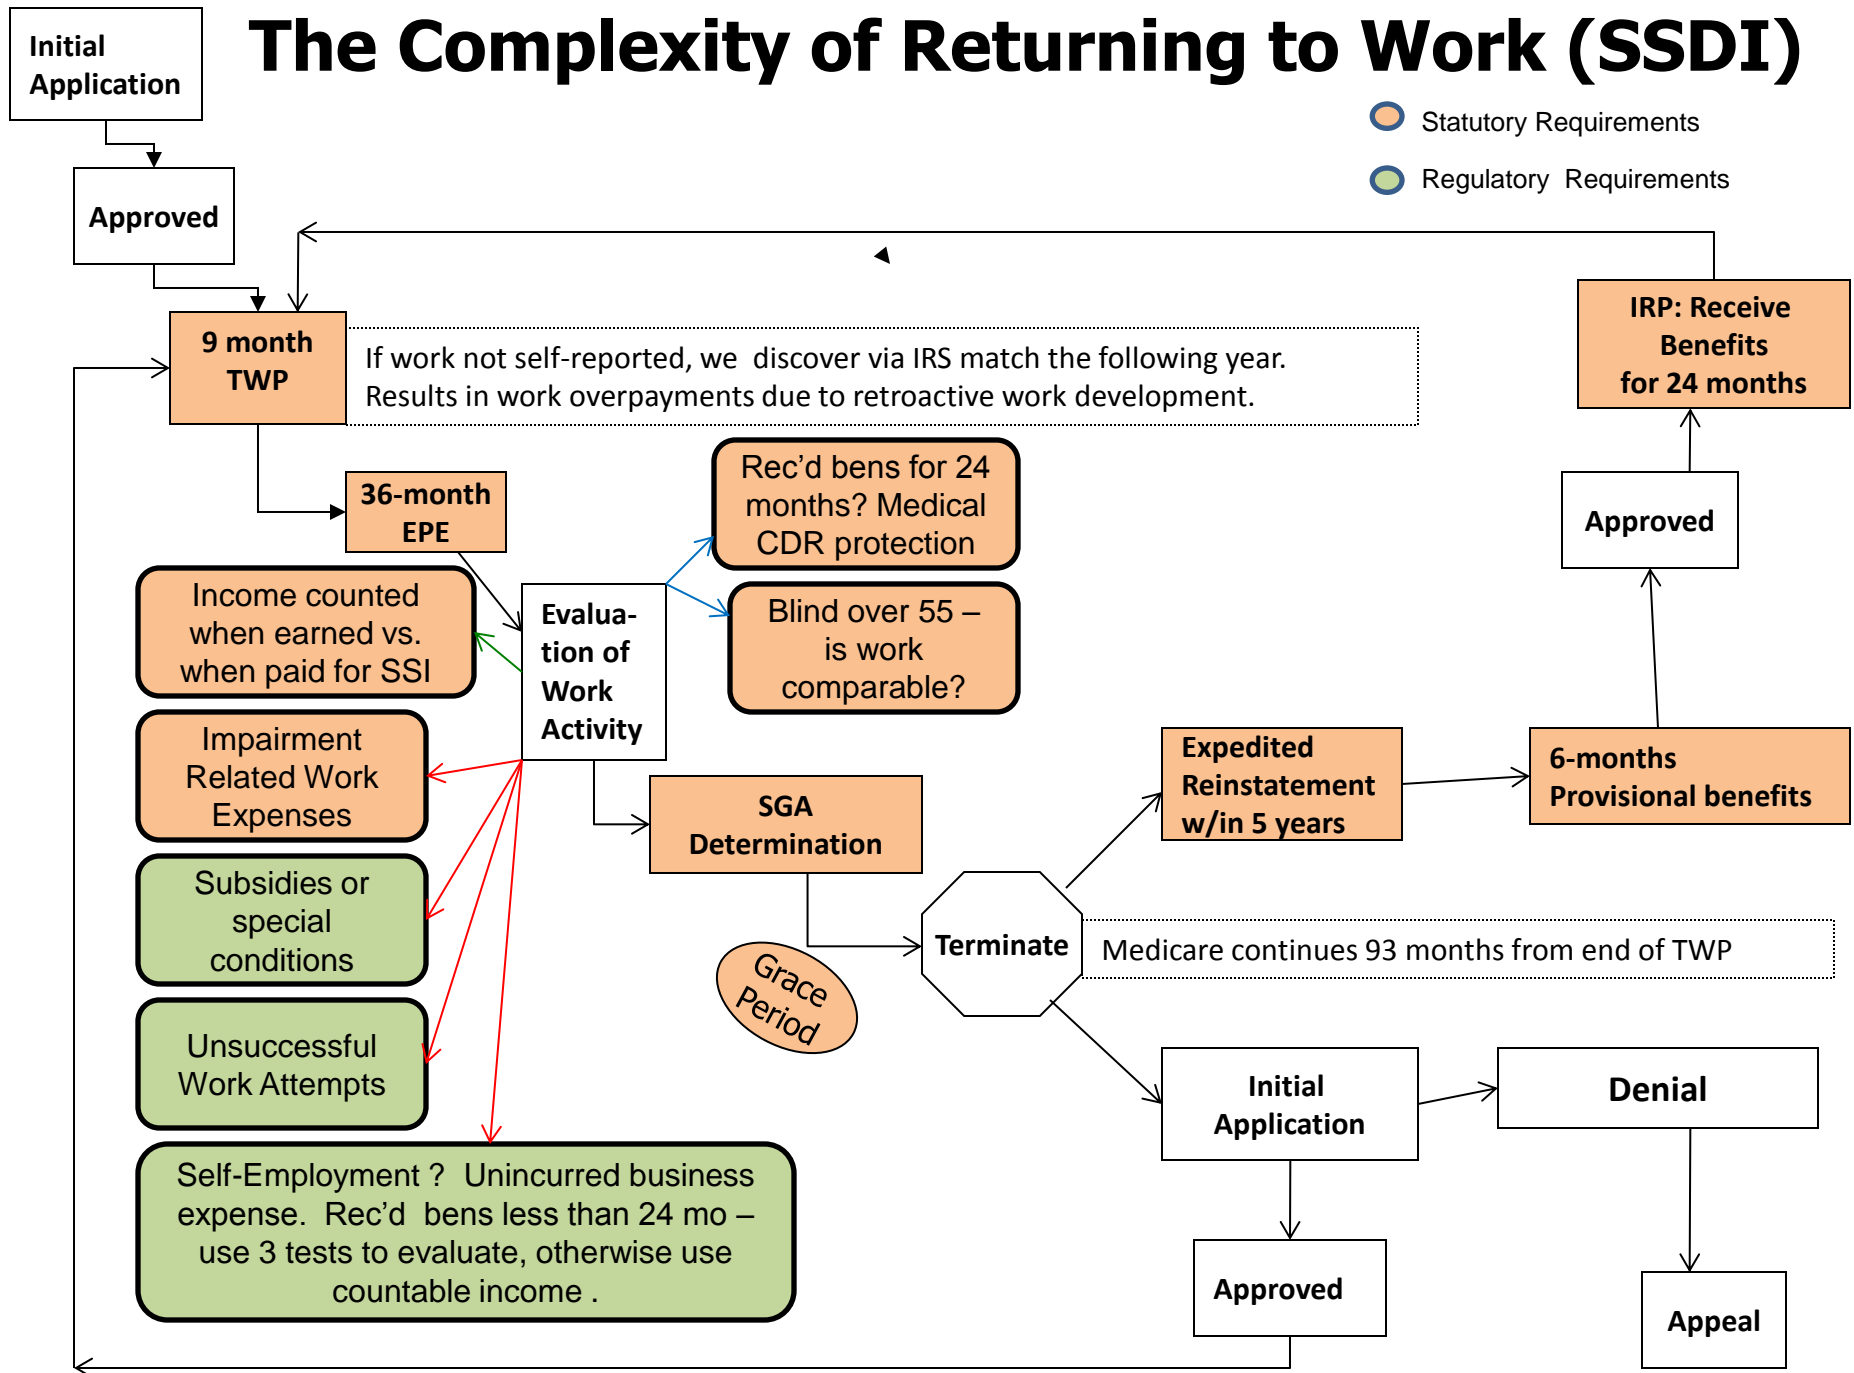 The Complexity of Returning to Work (SSDI)
Initial
Application
Statutory Requirements
Regulatory Requirements
Approved
9 month
TWP
If work not self-reported, we discover via IRS match the following year.
Results in work overpayments due to retroactive work development.
IRP: Receive
Benefits
for 24 months
36-month
EPE
Rec'd bens for 24
months? Medical
CDR protection
Approved
Income counted
when earned vs.
when paid for SSI
Evalua-
tion of
Work
Activity
Blind over 55 –
is work
comparable?
Impairment
Related Work
Expenses
SGA
Determination
Expedited
Reinstatement
w/in 5 years
6-months
Provisional benefits
Subsidies or
special
conditions
Grace
Period
Terminate
Medicare continues 93 months from end of TWP
Unsuccessful
Work Attempts
Initial
Application
Denial
Self-Employment ? Unincurred business
expense. Rec'd bens less than 24 mo –
use 3 tests to evaluate, otherwise use
countable income .
Approved
Appeal